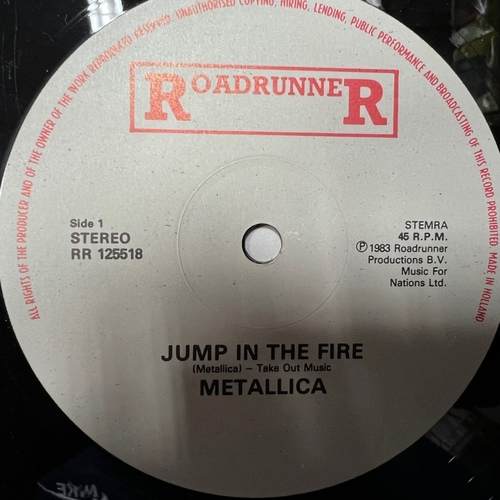 ALL RIGHTS OF THE PRODUCER AND OF THE OWNER OF THE WORK REPRODUCED RESERVED. UNAUTHORISED COPYING, HIRING, LENDING, PUBLIC PERFORMANCE AND BROADCASTING OF THIS RECORD PROHIBITED MADE IN HOLLAND
ROADRUNNER
Side 1
STEREO
RR 125518
STEMRA
45 R.P.M.
Ⓟ 1983 Roadrunner
Productions B.V.
Music For
Nations Ltd.
JUMP IN THE FIRE
(Metallica) – Take Out Music
METALLICA